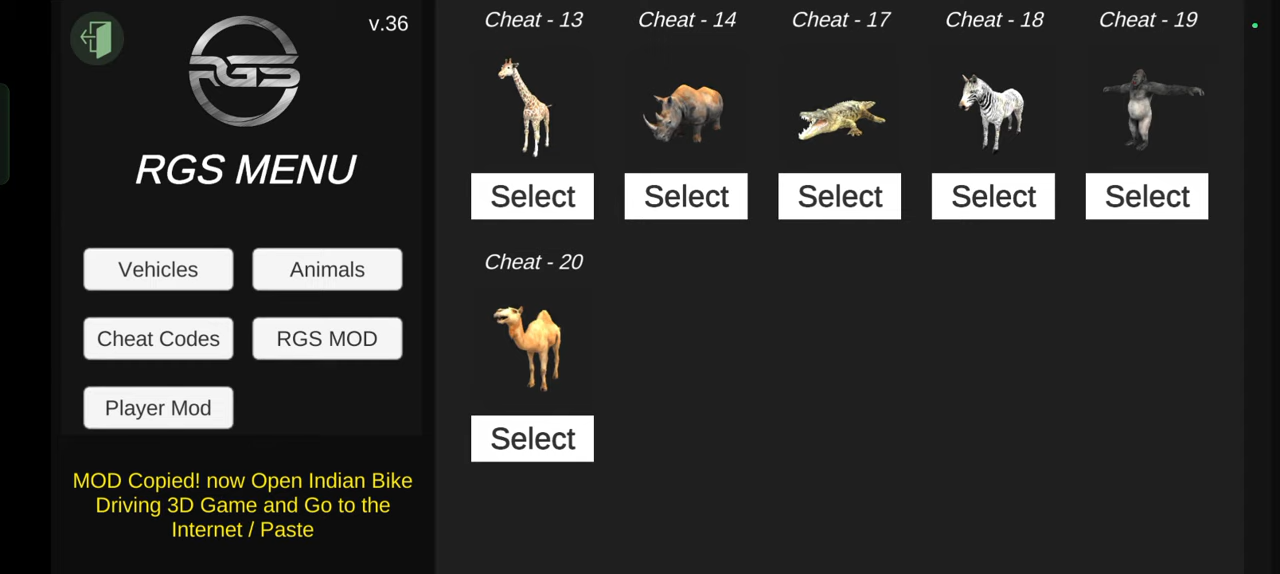 v.36
RGS
RGS MENU
Vehicles
Animals
Cheat Codes
RGS MOD
Player Mod
MOD Copied! now Open Indian Bike
Driving 3D Game and Go to the
Internet / Paste
Cheat - 13
Cheat - 14
Cheat - 17
Cheat - 18
Cheat - 19
Select
Select
Select
Select
Select
Cheat - 20
Select